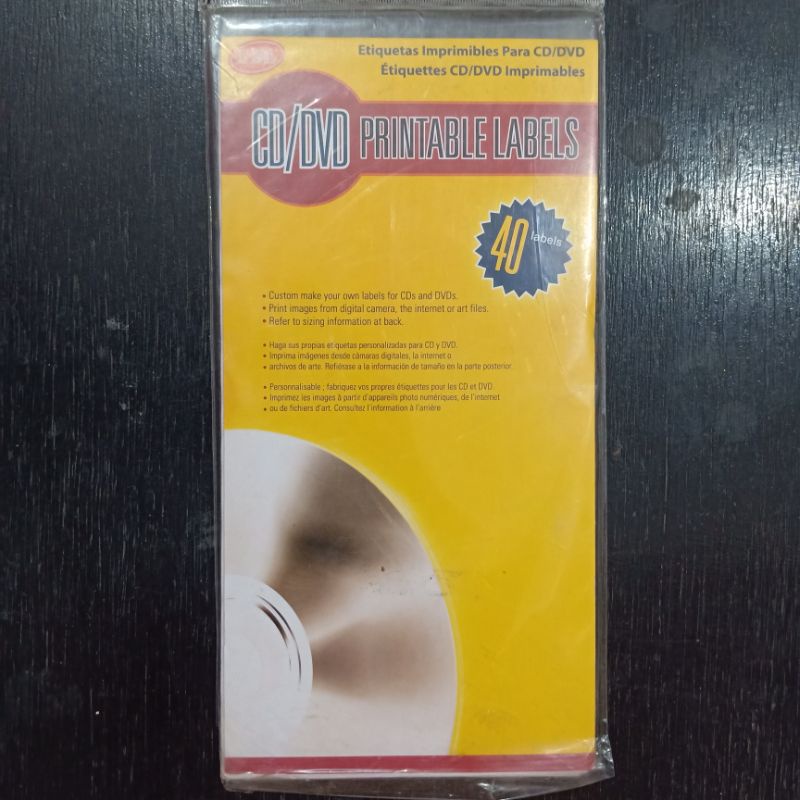 Etiquetas Imprimibles Para CD/DVD
Étiquettes CD/DVD Imprimables
CD/DVD PRINTABLE LABELS
40 labels
• Custom make your own labels for CDs and DVDs.
• Print images from digital camera, the internet or art files.
• Refer to sizing information at back.
• Haga sus propias etiquetas personalizadas para CD y DVD.
• Imprima imágenes desde cámaras digitales, la internet o
• archivos de arte. Refiérase a la información de tamaño en la parte posterior.
• Personnalisable ; fabriquez vos propres étiquettes pour les CD et DVD.
• Imprimez les images à partir d'appareils photo numériques, de l'internet
• ou de fichiers d'art. Consultez l'information à l'arrière